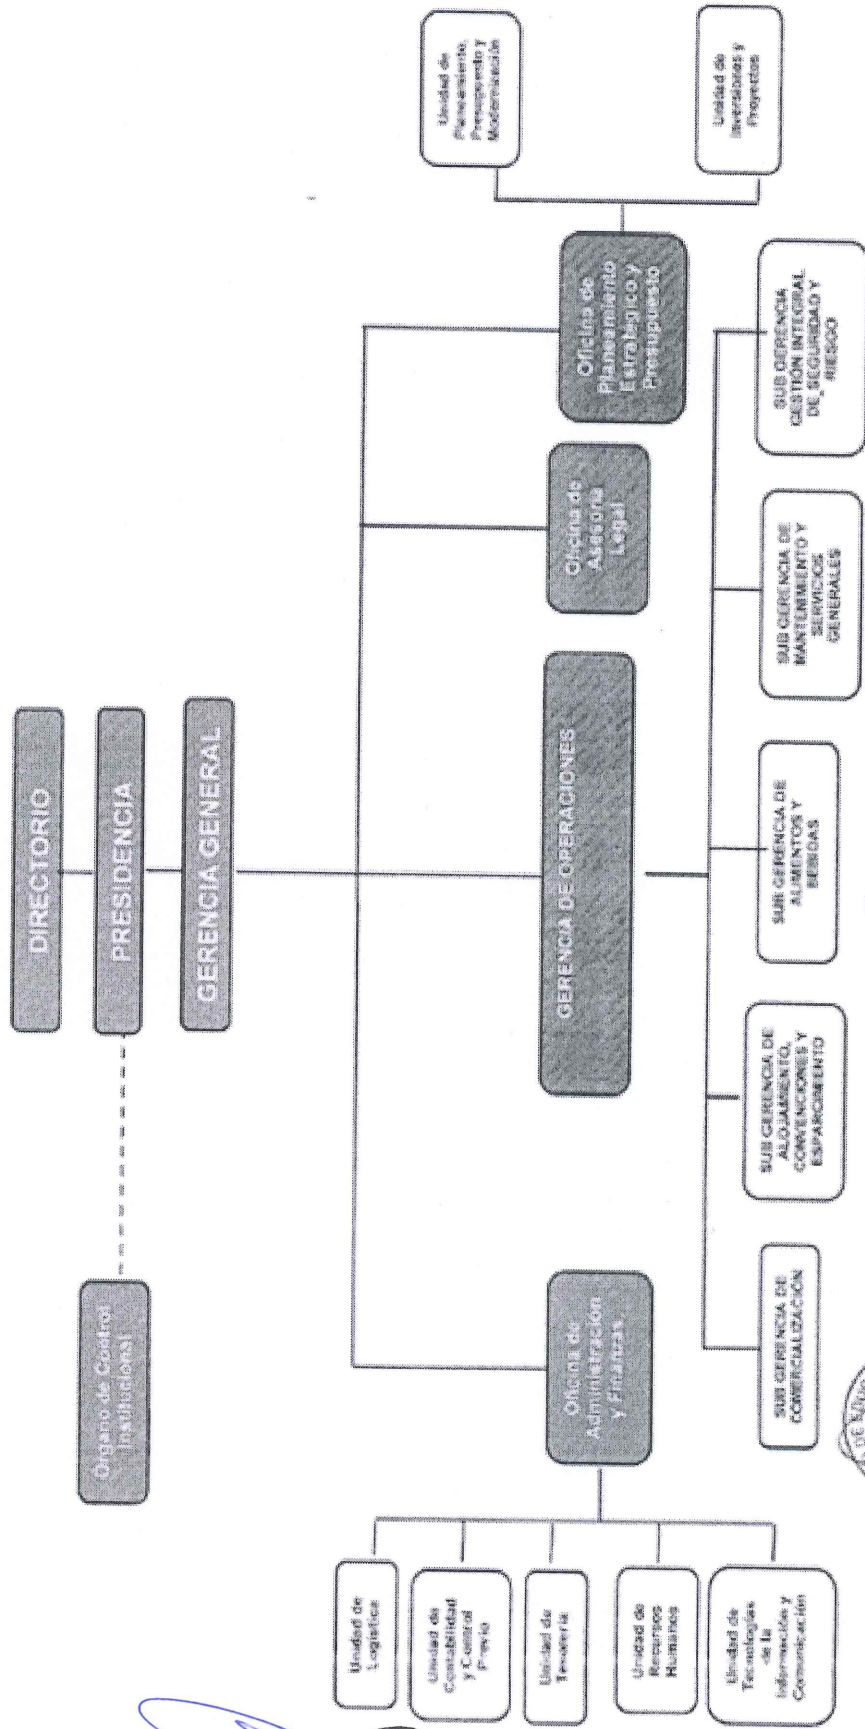 DIRECTORIO
PRESIDENCIA
Órgano de Control
Institucional
GERENCIA GENERAL
Oficina de
Administración
y Finanzas
GERENCIA DE OPERACIONES
Oficina de
Asesoría
Legal
Oficina de
Planeamiento
Estratégico y
Presupuesto
Unidad de
Logística
Unidad de
Contabilidad
y Control
Previo
Unidad de
Tesorería
Unidad de
Recursos
Humanos
Unidad de
Tecnologías
de la
Información y
Comunicación
Unidad de
Planeamiento,
Presupuesto y
Modernización
Unidad de
Inversiones y
Proyectos
SUB GERENCIA DE
COMERCIALIZACIÓN
SUB GERENCIA DE
ALOJAMIENTO,
CONVENCIONES Y
ESPARCIMIENTO
SUB GERENCIA DE
ALIMENTOS Y
BEBIDAS
SUB GERENCIA DE
MANTENIMIENTO Y
SERVICIOS
GENERALES
SUB GERENCIA
GESTIÓN INTEGRAL
DE_SEGURIDAD Y
RIESGO